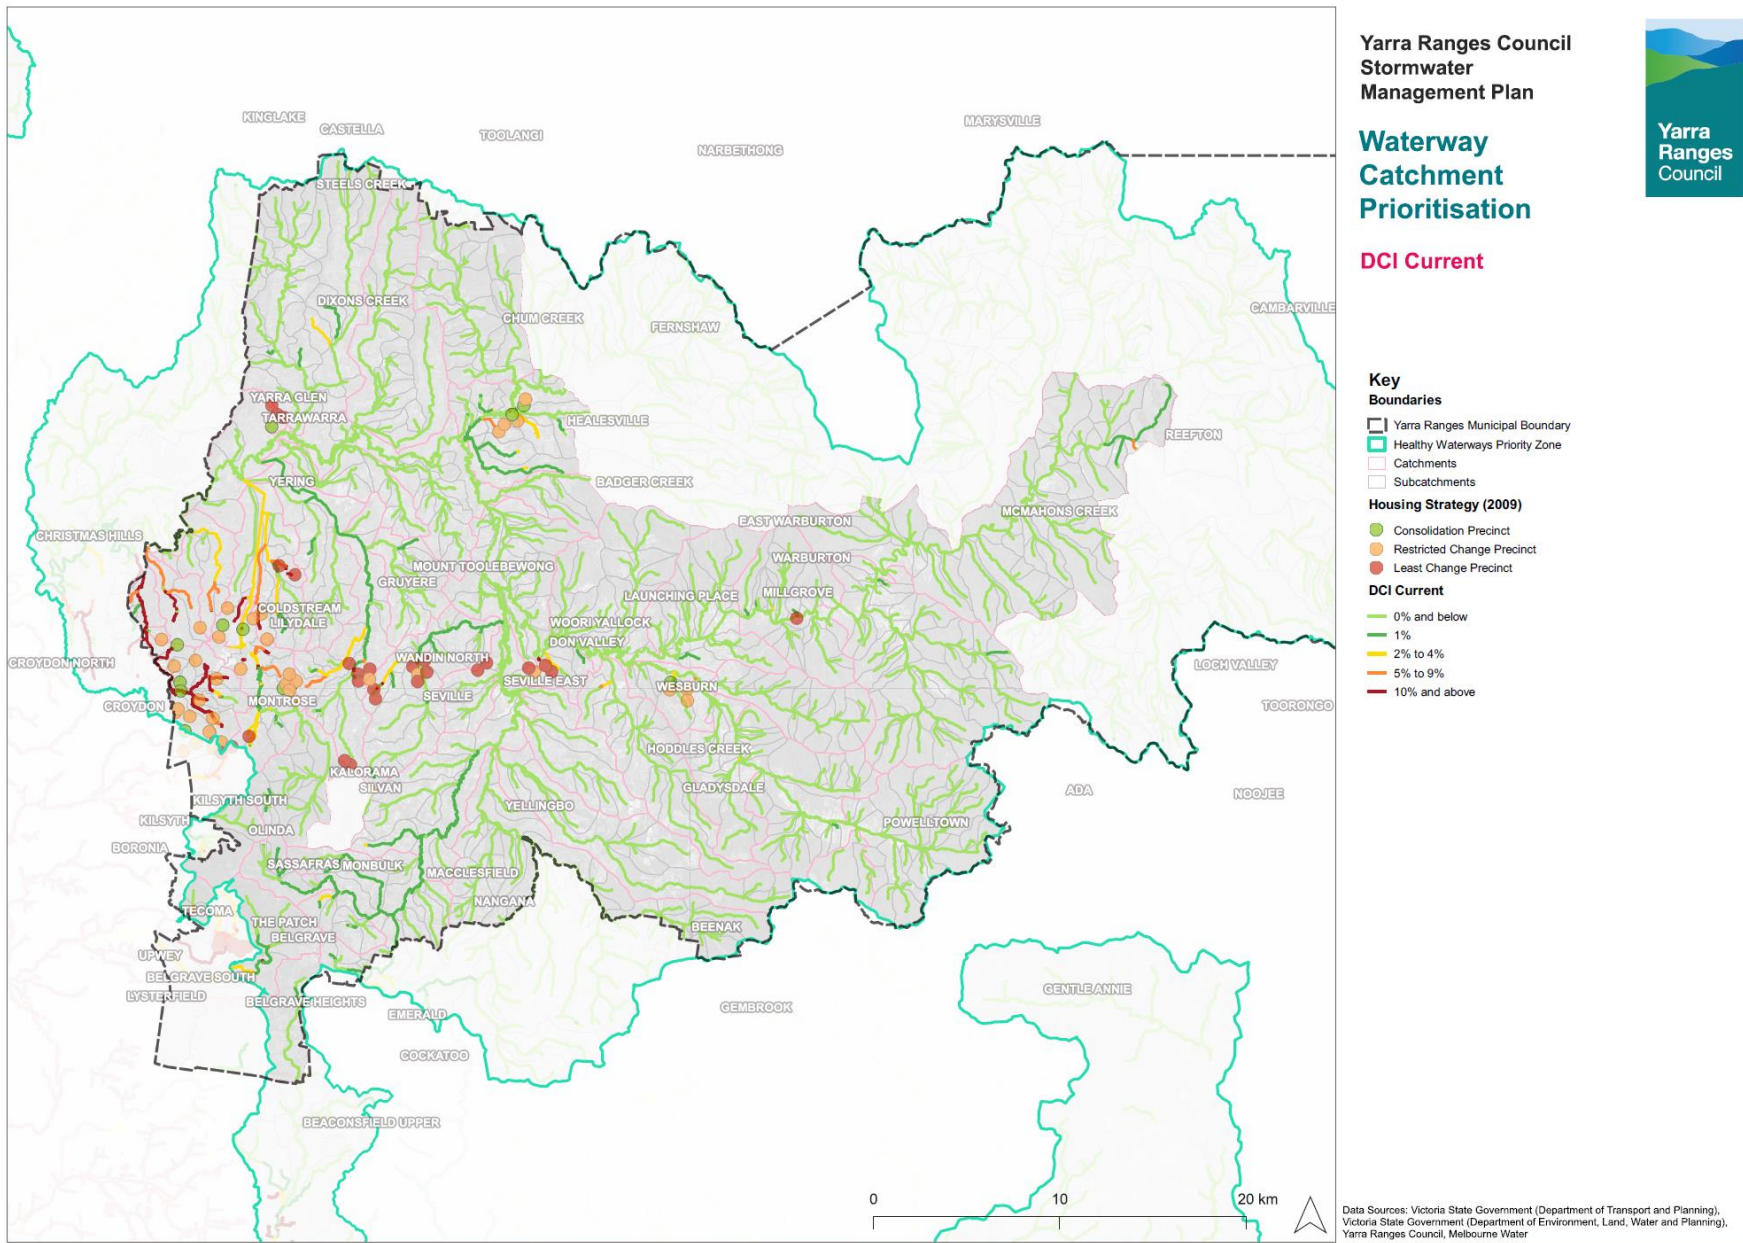 Yarra Ranges Council
Stormwater
Management Plan
Waterway
Catchment
Prioritisation
DCI Current
Yarra
Ranges
Council
Key
Boundaries
Yarra Ranges Municipal Boundary
Healthy Waterways Priority Zone
Catchments
Subcatchments
Housing Strategy (2009)
Consolidation Precinct
Restricted Change Precinct
Least Change Precinct
DCI Current
0% and below
1%
2% to 4%
5% to 9%
10% and above
KINGLAKE
CASTELLA
TOOLANGI
MARYSVILLE
NARBETHONG
STEELS CREEK
DIXONS CREEK
CHUM CREEK
FERNSHAW
CAMBARVILLE
YARRA GLEN
TARRAWARRA
HEALESVILLE
REEFTON
YERING
BADGER CREEK
MCMAHONS CREEK
EAST WARBURTON
CHRISTMAS HILLS
WARBURTON
MOUNT TOOLEBEWONG
GRUYERE
LAUNCHING PLACE
MILLGROVE
COLDSTREAM
LILYDALE
WOORI YALLOCK
DON VALLEY
WANDIN NORTH
CROYDON NORTH
LOCH VALLEY
SEVILLE EAST
WESBURN
SEVILLE
MONTROSE
CROYDON
TOORONGO
HODDLES CREEK
KALORAMA
SILVAN
GLADYSDALE
ADA
NOOJEE
KILSYTH SOUTH
YELLINGBO
KILSYTH
POWELLTOWN
OLINDA
BORONIA
SASSAFRAS
MONBULK
MACCLESFIELD
NANGANA
TECOMA
THE PATCH
BELGRAVE
BEENAK
UPWEY
BELGRAVE SOUTH
LYSTERFIELD
BELGRAVE HEIGHTS
GENTLE ANNIE
EMERALD
GEMBROOK
COCKATOO
BEACONSFIELD UPPER
0
10
20 km
Data Sources: Victoria State Government (Department of Transport and Planning),
Victoria State Government (Department of Environment, Land, Water and Planning),
Yarra Ranges Council, Melbourne Water